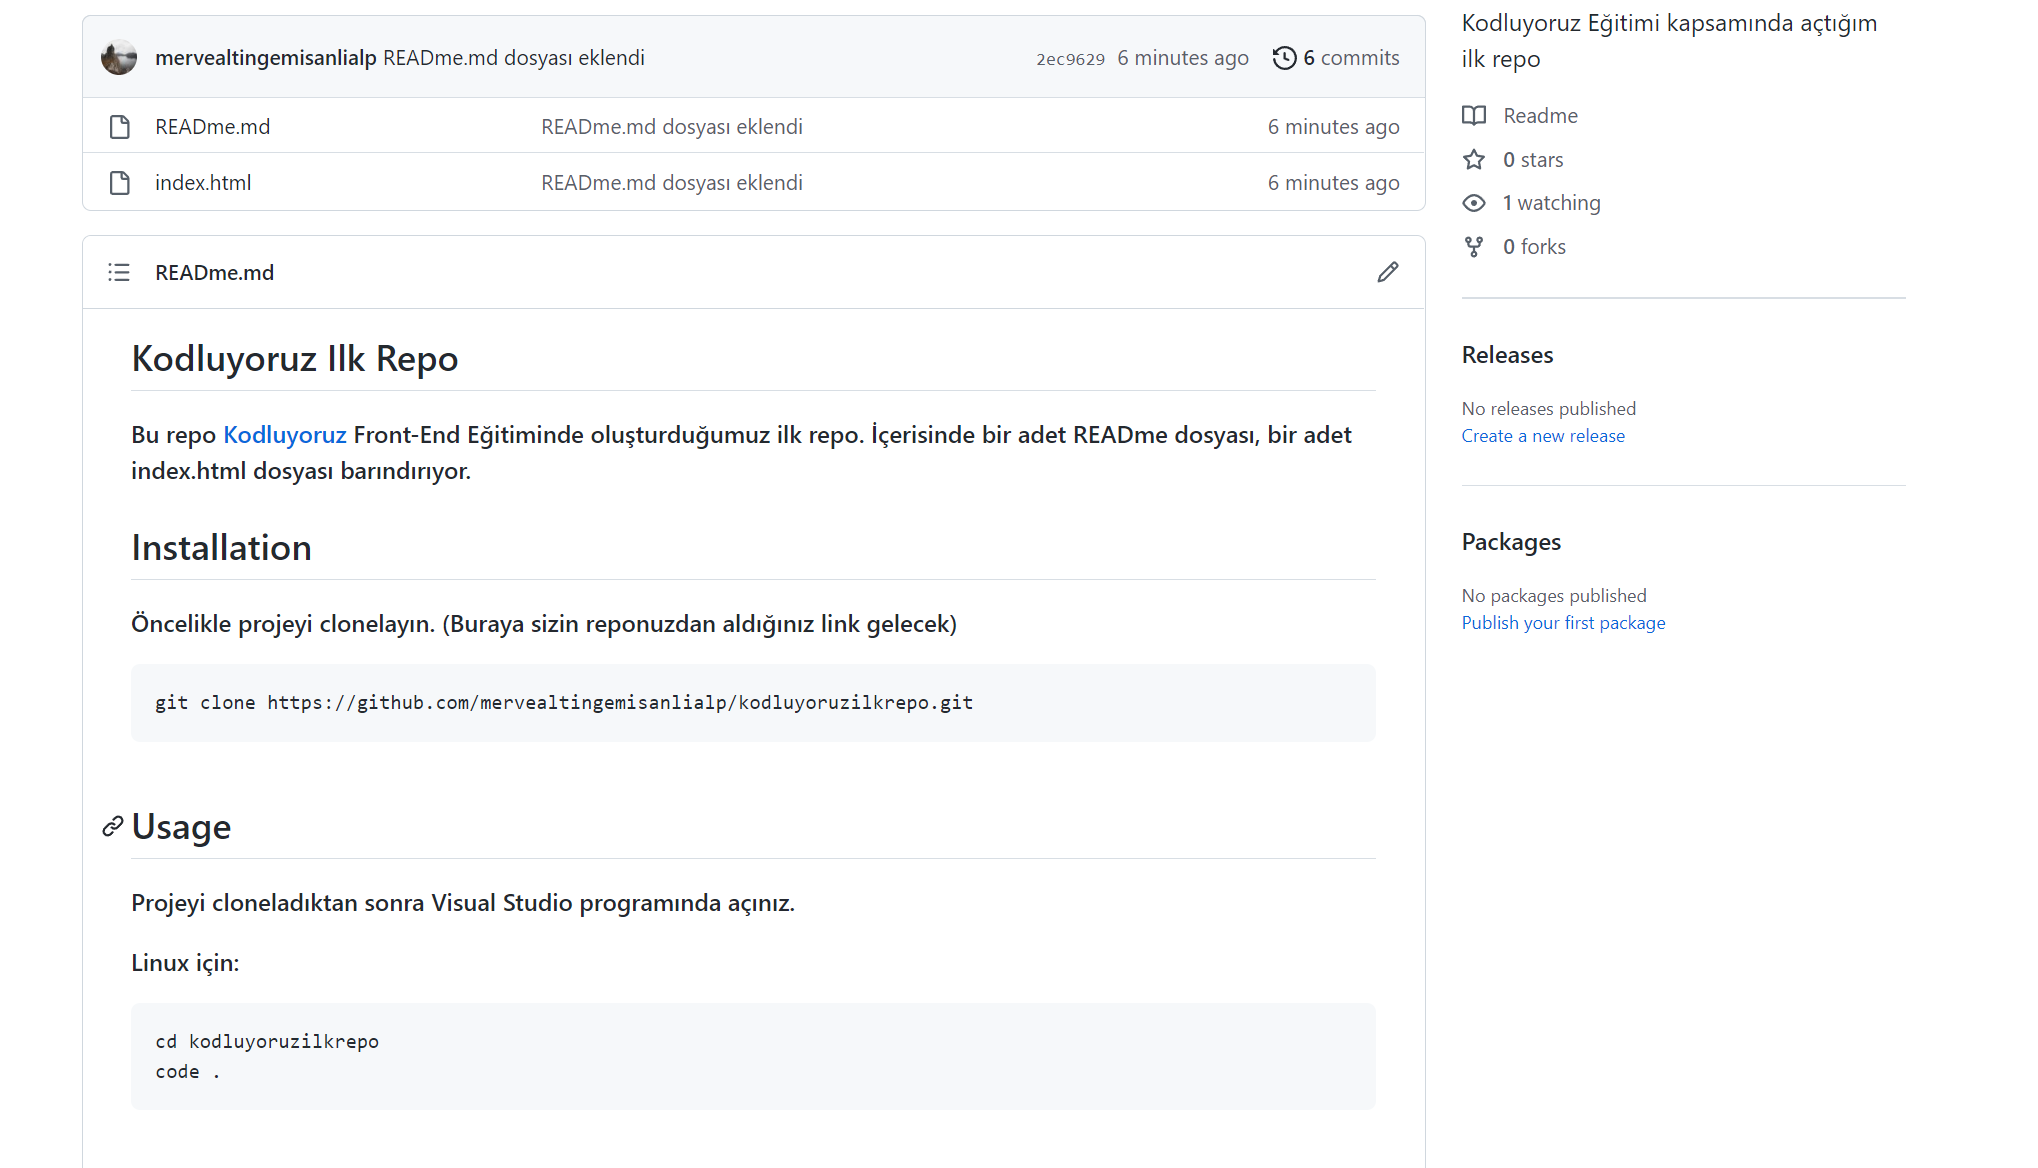 mervealtingemisanlialp READme.md dosyası eklendi 2ec9629 6 minutes ago 6 commits
READme.md READme.md dosyası eklendi 6 minutes ago
index.html READme.md dosyası eklendi 6 minutes ago
READme.md
Kodluyoruz Ilk Repo
Bu repo Kodluyoruz Front-End Eğitiminde oluşturduğumuz ilk repo. İçerisinde bir adet READme dosyası, bir adet
index.html dosyası barındırıyor.
Installation
Öncelikle projeyi clonelayın. (Buraya sizin reponuzdan aldığınız link gelecek)
git clone https://github.com/mervealtingemisanlialp/kodluyoruzilkrepo.git
Usage
Projeyi cloneladıktan sonra Visual Studio programında açınız.
Linux için:
cd kodluyoruzilkrepo
code .
Kodluyoruz Eğitimi kapsamında açtığım
ilk repo
Readme
0 stars
1 watching
0 forks
Releases
No releases published
Create a new release
Packages
No packages published
Publish your first package